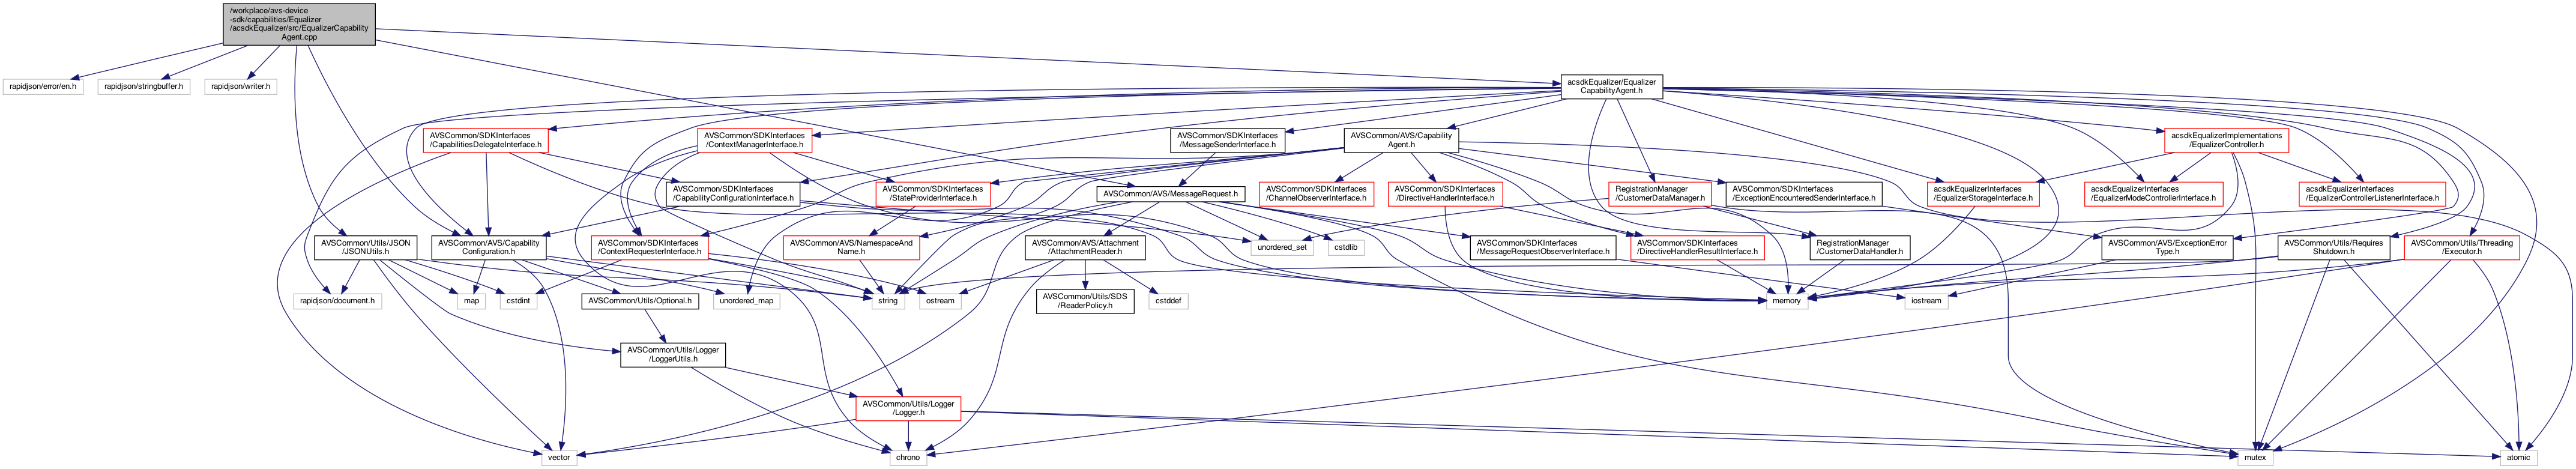 /workplace/avs-device
-sdk/capabilities/Equalizer
/acsdkEqualizer/src/EqualizerCapability
Agent.cpp
rapidjson/error/en.h
rapidjson/stringbuffer.h
rapidjson/writer.h
acsdkEqualizer/Equalizer
CapabilityAgent.h
AVSCommon/SDKInterfaces
/CapabilitiesDelegateInterface.h
AVSCommon/SDKInterfaces
/ContextManagerInterface.h
AVSCommon/SDKInterfaces
/MessageSenderInterface.h
AVSCommon/AVS/Capability
Agent.h
acsdkEqualizerImplementations
/EqualizerController.h
AVSCommon/SDKInterfaces
/CapabilityConfigurationInterface.h
AVSCommon/SDKInterfaces
/StateProviderInterface.h
AVSCommon/AVS/MessageRequest.h
AVSCommon/SDKInterfaces
/ChannelObserverInterface.h
AVSCommon/SDKInterfaces
/DirectiveHandlerInterface.h
RegistrationManager
/CustomerDataManager.h
AVSCommon/SDKInterfaces
/ExceptionEncounteredSenderInterface.h
acsdkEqualizerInterfaces
/EqualizerStorageInterface.h
acsdkEqualizerInterfaces
/EqualizerModeControllerInterface.h
acsdkEqualizerInterfaces
/EqualizerControllerListenerInterface.h
AVSCommon/Utils/JSON
/JSONUtils.h
AVSCommon/AVS/Capability
Configuration.h
AVSCommon/SDKInterfaces
/ContextRequesterInterface.h
AVSCommon/AVS/NamespaceAnd
Name.h
AVSCommon/AVS/Attachment
/AttachmentReader.h
unordered_set
cstdlib
AVSCommon/SDKInterfaces
/MessageRequestObserverInterface.h
AVSCommon/SDKInterfaces
/DirectiveHandlerResultInterface.h
RegistrationManager
/CustomerDataHandler.h
AVSCommon/AVS/ExceptionError
Type.h
AVSCommon/Utils/Requires
Shutdown.h
AVSCommon/Utils/Threading
/Executor.h
rapidjson/document.h
map
cstdint
AVSCommon/Utils/Optional.h
unordered_map
string
ostream
AVSCommon/Utils/SDS
/ReaderPolicy.h
cstddef
memory
iostream
AVSCommon/Utils/Logger
/LoggerUtils.h
AVSCommon/Utils/Logger
/Logger.h
vector
chrono
mutex
atomic